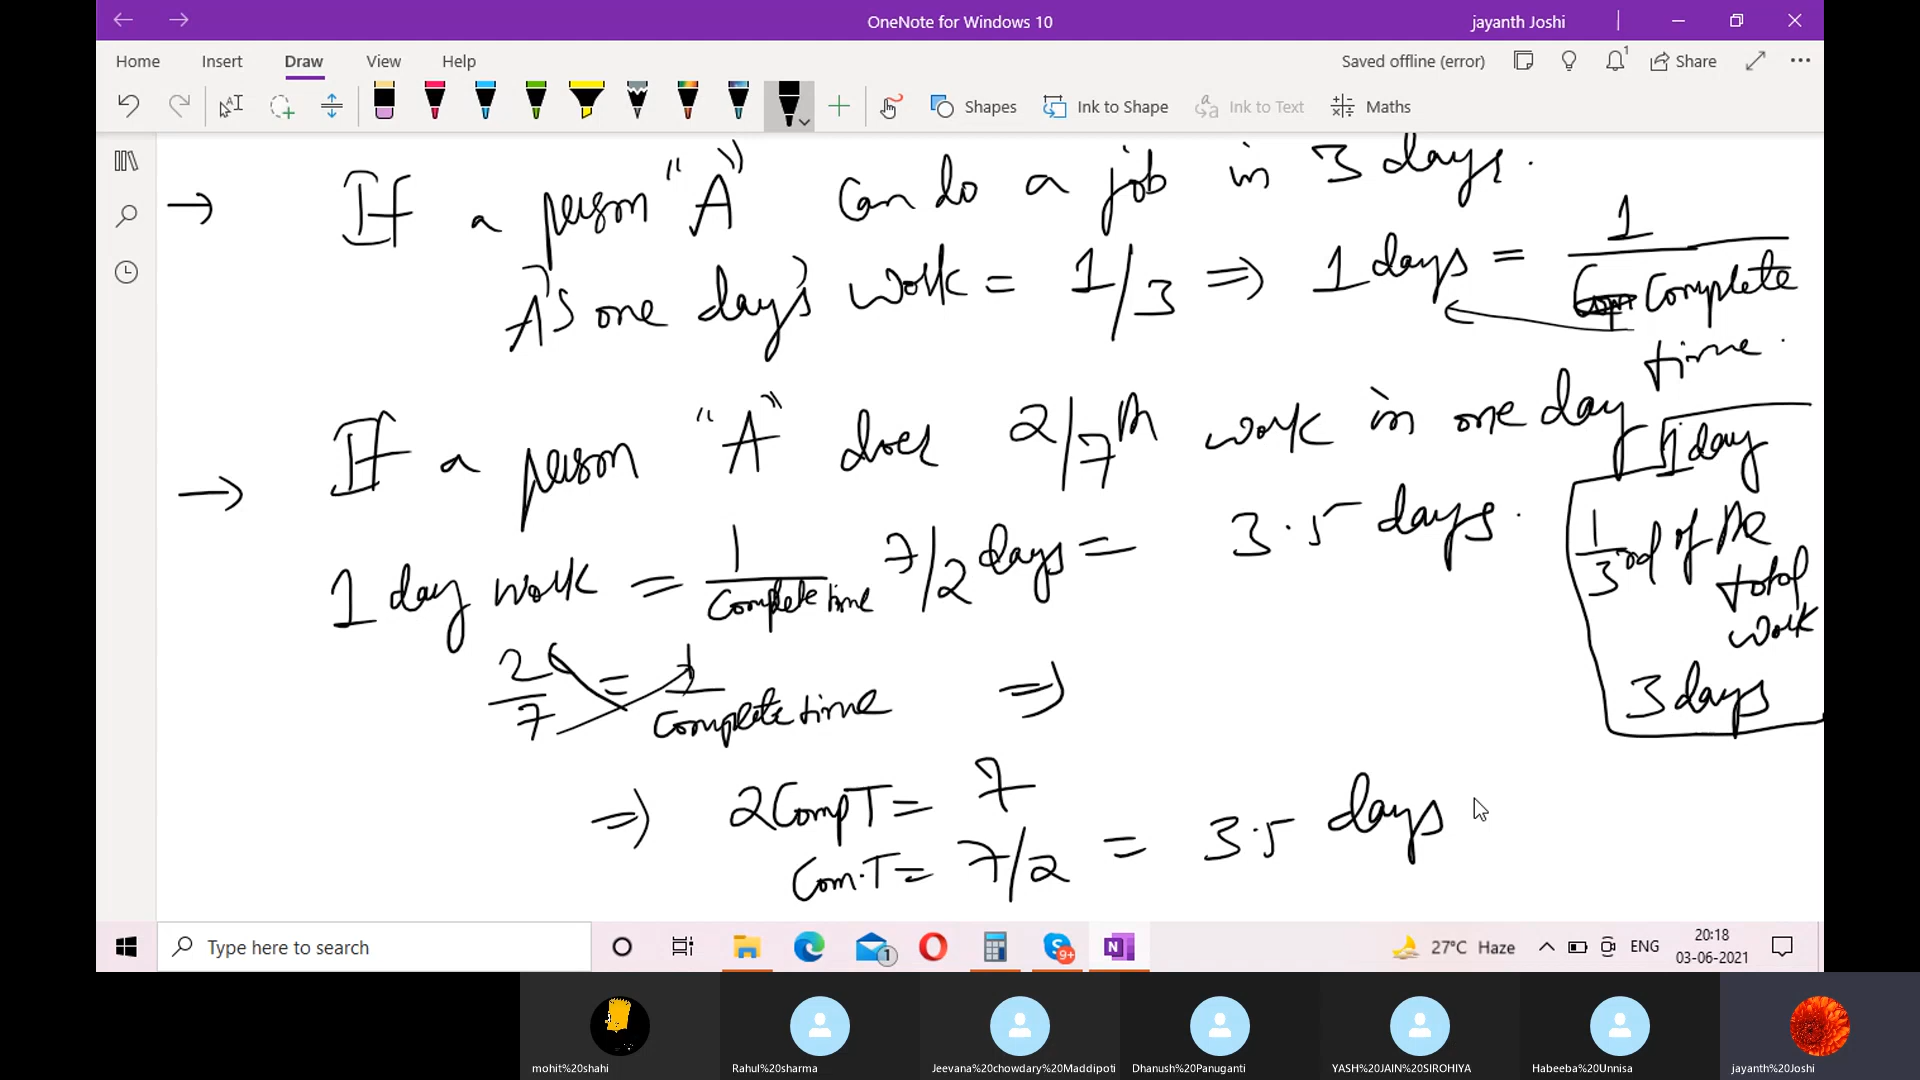 OneNote for Windows 10
jayanth Joshi
Home Insert Draw View Help
Saved offline (error)
Share
Shapes
Ink to Shape
Ink to Text
Maths
→ If a person "A" Can do a job in 3 days.
A's one day's work = 1/3 ⇒ 1 days = 1 / Complete time.
→ If a person "A" does 2/7th work in one day
1 day
1/3rd of the total work
3 days
7/2 days = 3.5 days.
1 day work = 1 / Complete time
2/7 = 1 / Complete time ⇒
⇒ 2CompT = 7
Com.T = 7/2 = 3.5 days
Type here to search
1
9+
27°C Haze
ENG
20:18
03-06-2021
mohit%20shahi
Rahul%20sharma
Jeevana%20chowdary%20Maddipoti
Dhanush%20Panuganti
YASH%20JAIN%20SIROHIYA
Habeeba%20Unnisa
jayanth%20Joshi